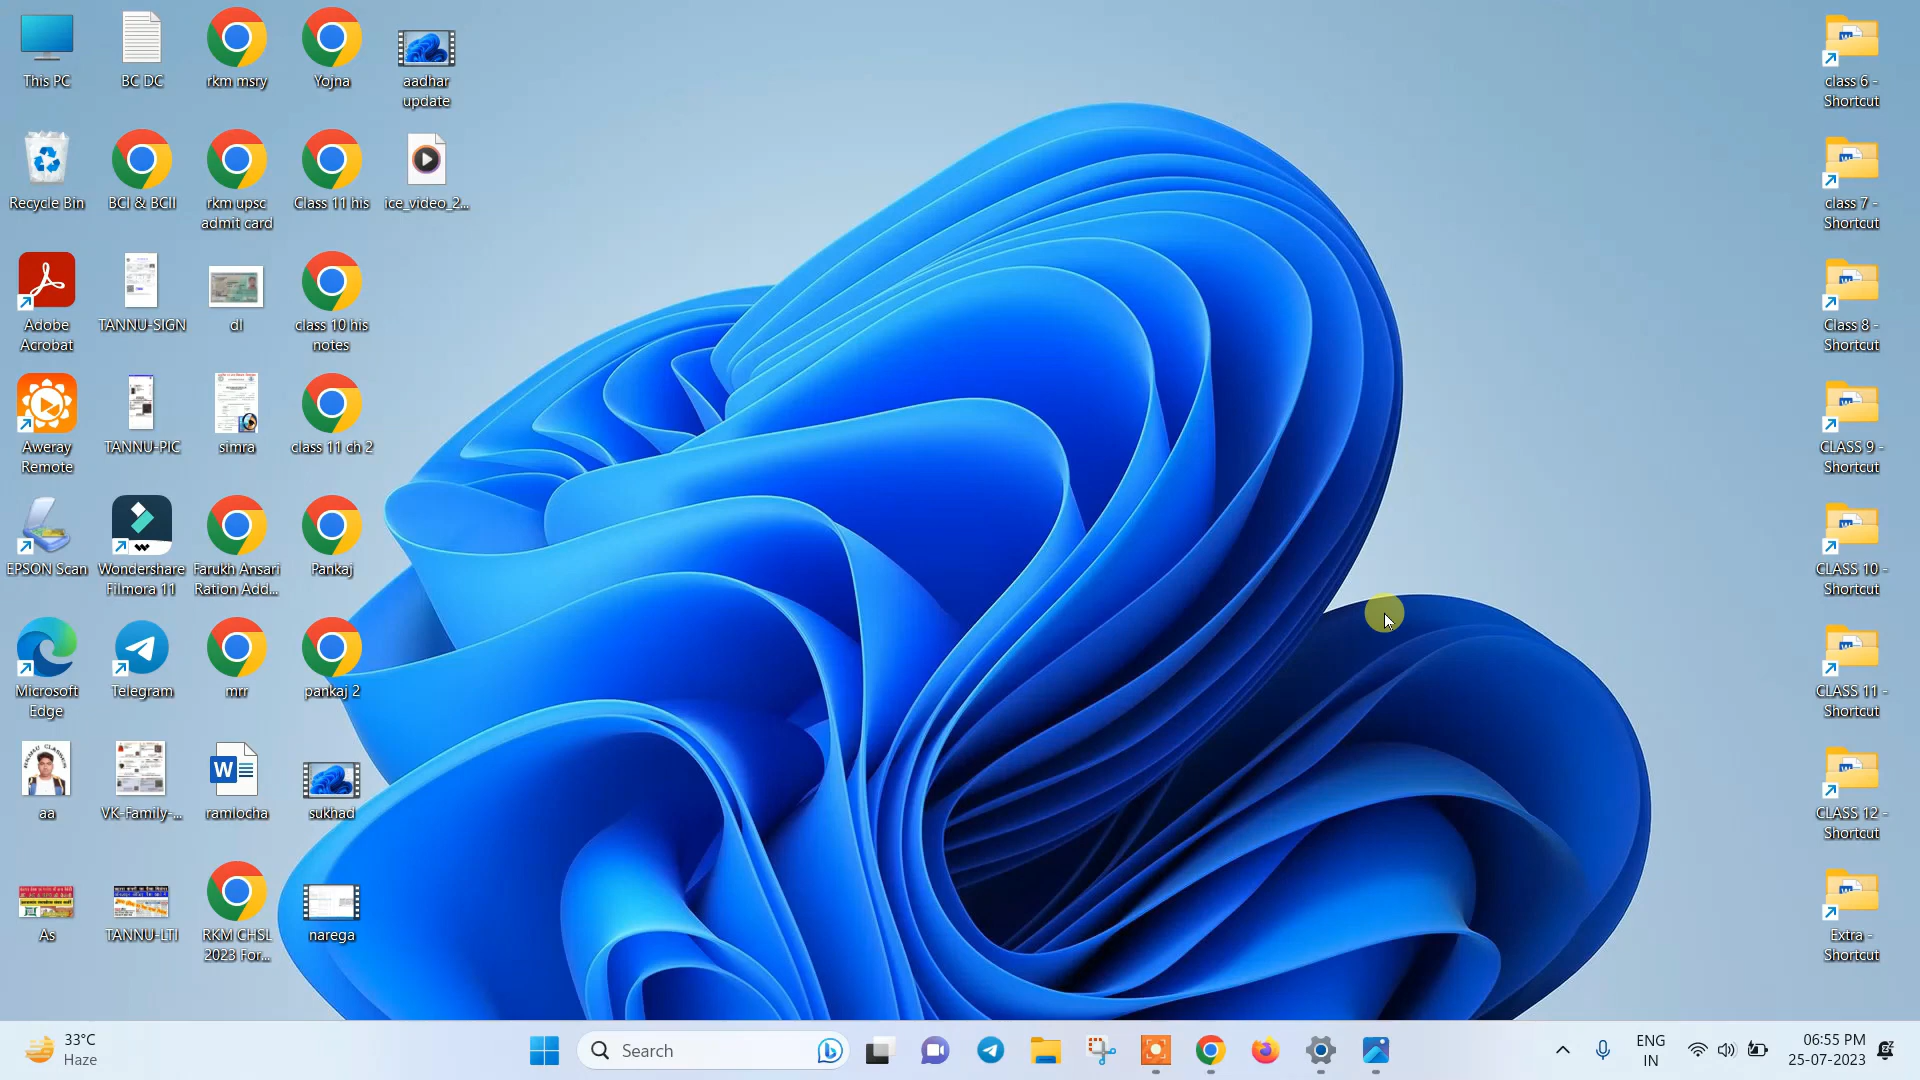 This PC
BC DC
rkm msry
Yojna
aadhar
update
class 6 -
Shortcut
Recycle Bin
BCI & BCII
rkm upsc
admit card
Class 11 his
ice_video_2...
class 7 -
Shortcut
Adobe
Acrobat
TANNU-SIGN
dl
class 10 his
notes
Class 8 -
Shortcut
Aweray
Remote
TANNU-PIC
simra
class 11 ch 2
CLASS 9 -
Shortcut
EPSON Scan
Wondershare
Filmora 11
Farukh Ansari
Ration Add...
Pankaj
CLASS 10 -
Shortcut
Microsoft
Edge
Telegram
mrr
pankaj 2
CLASS 11 -
Shortcut
aa
VK-Family-...
ramlocha
sukhad
CLASS 12 -
Shortcut
As
TANNU-LTI
RKM CHSL
2023 For...
narega
Extra -
Shortcut
33°C
Haze
Search
ENG
IN
06:55 PM
25-07-2023